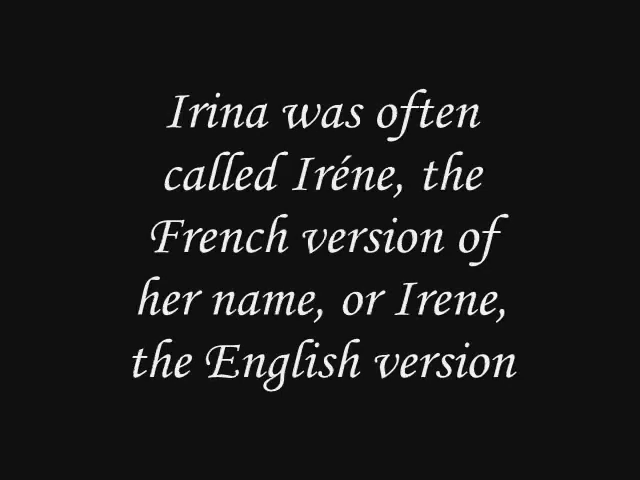 Irina was often
called Iréne, the
French version of
her name, or Irene,
the English version